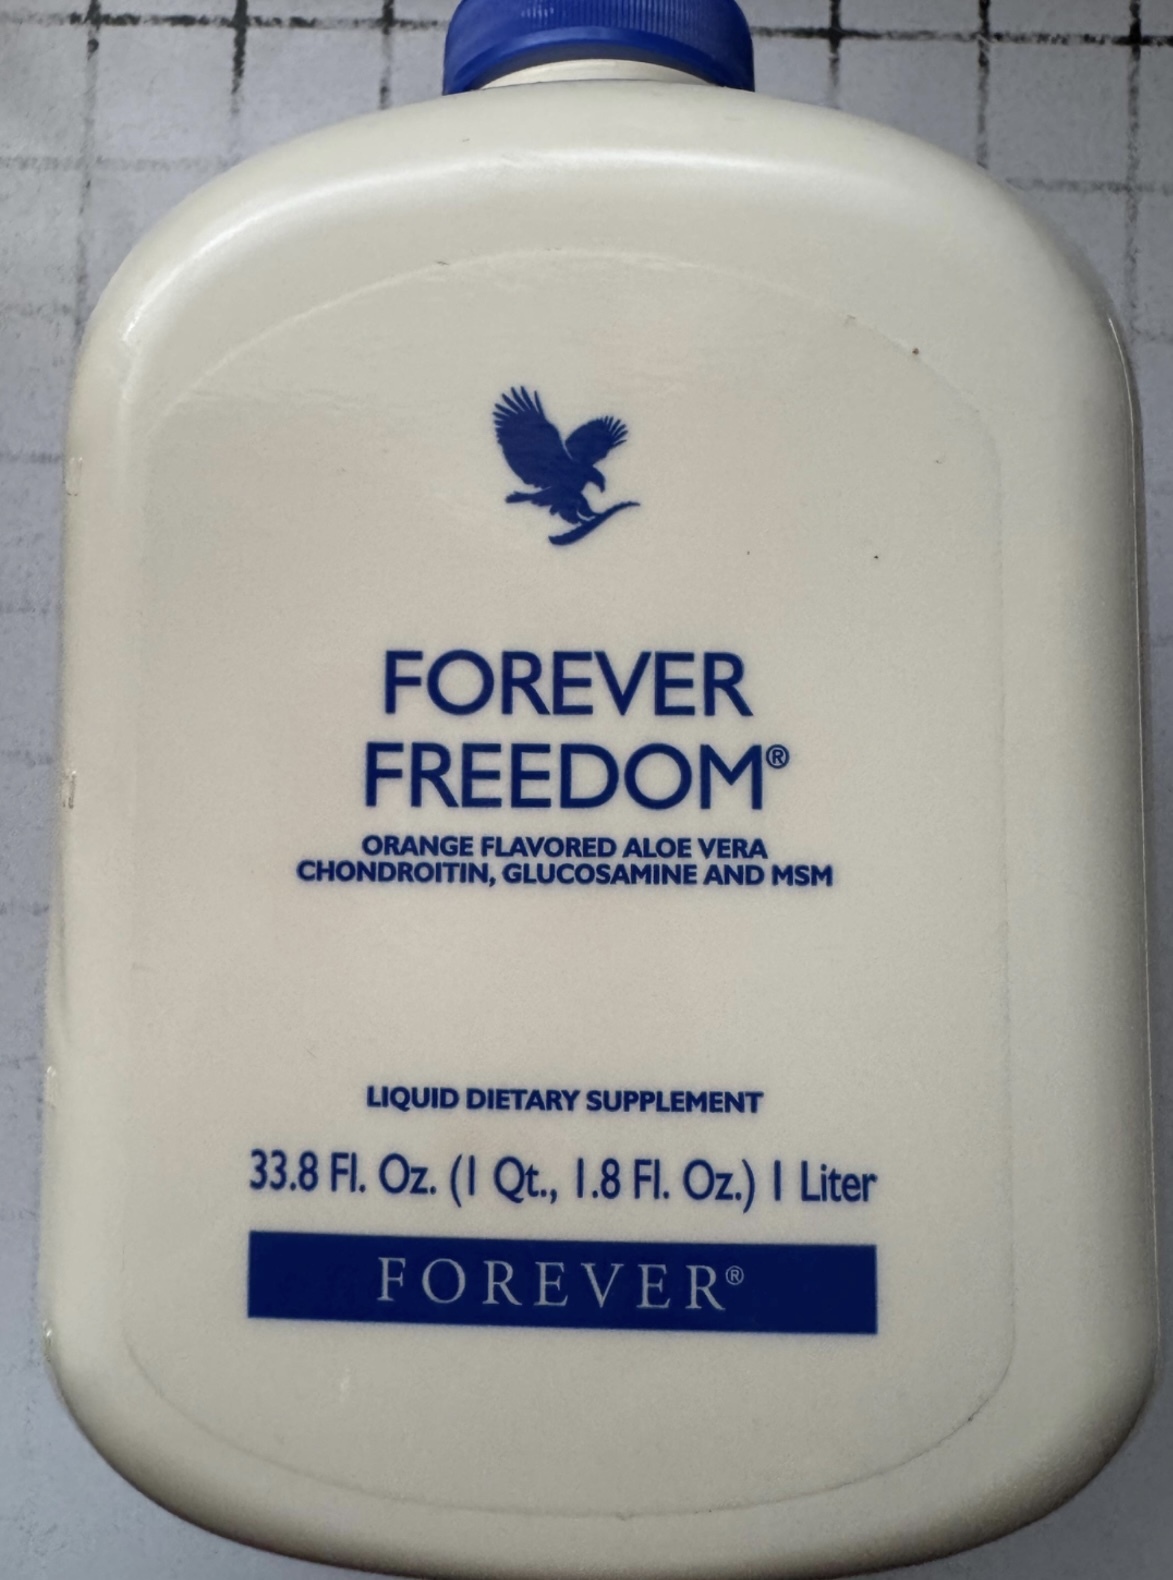 FOREVER
FREEDOM®
ORANGE FLAVORED ALOE VERA
CHONDROITIN, GLUCOSAMINE AND MSM
LIQUID DIETARY SUPPLEMENT
33.8 Fl. Oz. (1 Qt., 1.8 Fl. Oz.) 1 Liter
FOREVER®